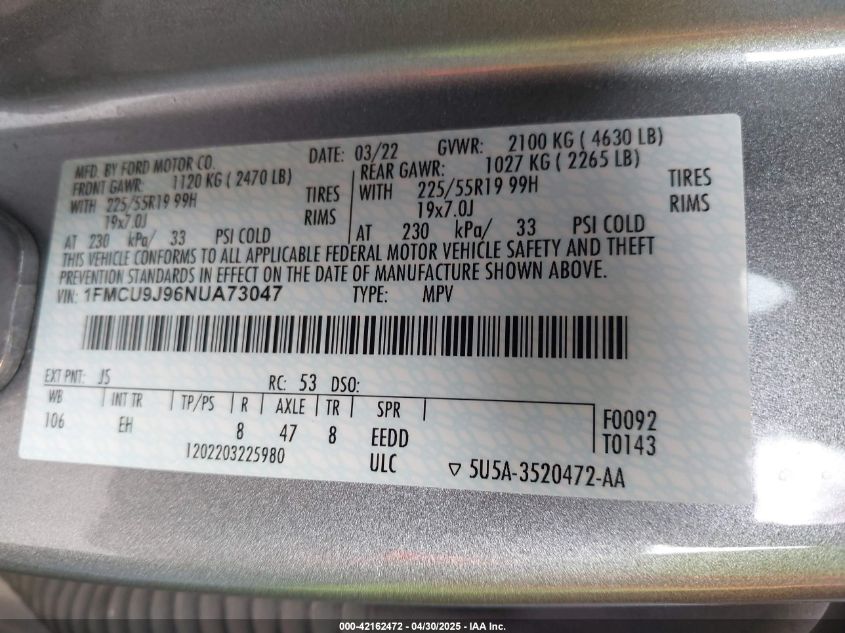 MFD. BY FORD MOTOR CO. DATE: 03/22 GVWR: 2100 KG ( 4630 LB)
FRONT GAWR: 1120 KG ( 2470 LB) REAR GAWR: 1027 KG ( 2265 LB)
WITH 225/55R19 99H TIRES WITH 225/55R19 99H TIRES
19x7.0J RIMS 19x7.0J RIMS
AT 230 kPa/ 33 PSI COLD AT 230 kPa/ 33 PSI COLD
THIS VEHICLE CONFORMS TO ALL APPLICABLE FEDERAL MOTOR VEHICLE SAFETY AND THEFT
PREVENTION STANDARDS IN EFFECT ON THE DATE OF MANUFACTURE SHOWN ABOVE.
VIN: 1FMCU9J96NUA73047 TYPE: MPV
EXT PNT: JS RC: 53 DSO:
WB INT TR TP/PS R AXLE TR SPR
106 EH 8 47 8 EEDD
F0092
T0143
1202203225980 ULC ▽ 5U5A-3520472-AA
000-42162472 - 04/30/2025 - IAA Inc.